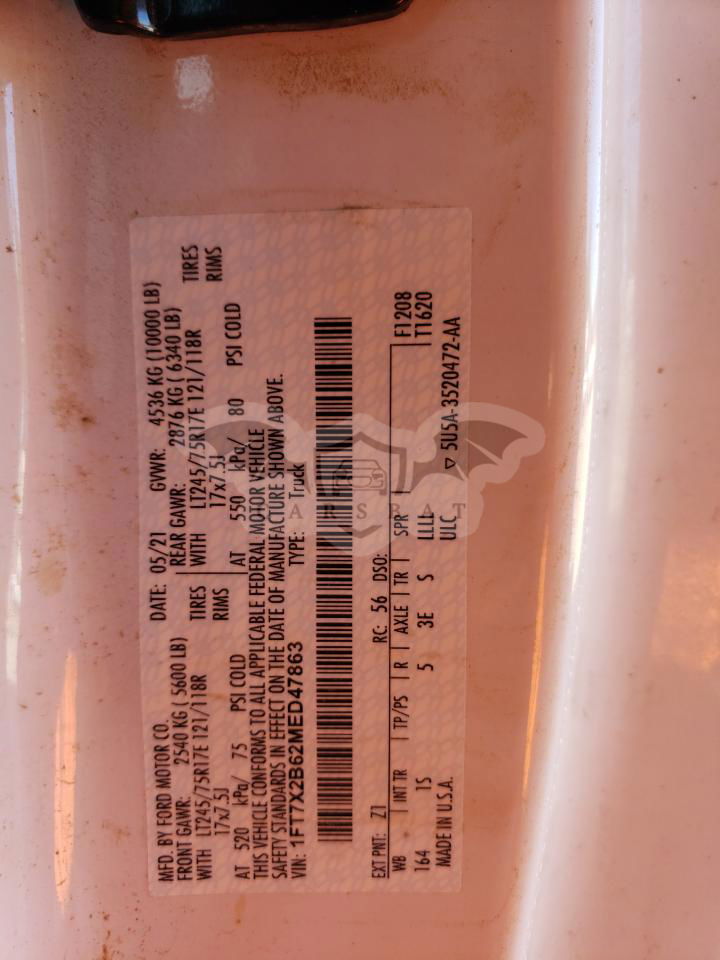 MFD. BY FORD MOTOR CO. DATE: 05/21 GVWR: 4536 KG (10000 LB)
FRONT GAWR: 2540 KG ( 5600 LB) REAR GAWR: 2876 KG ( 6340 LB)
WITH LT245/75R17E 121/118R TIRES WITH LT245/75R17E 121/118R TIRES
17x7.5J RIMS 17x7.5J RIMS
AT 520 kPa/ 75 PSI COLD AT 550 kPa/ 80 PSI COLD
THIS VEHICLE CONFORMS TO ALL APPLICABLE FEDERAL MOTOR VEHICLE
SAFETY STANDARDS IN EFFECT ON THE DATE OF MANUFACTURE SHOWN ABOVE.
VIN: 1FT7X2B62MED47863 TYPE: Truck
EXT PNT: Z1 RC: 56 DSO:
WB INT TR TP/PS R AXLE TR SPR F1208
164 1S 5 3E S LLLL T1620
ULC
MADE IN U.S.A. ▽ 5U5A-3520472-AA
CARSBAT